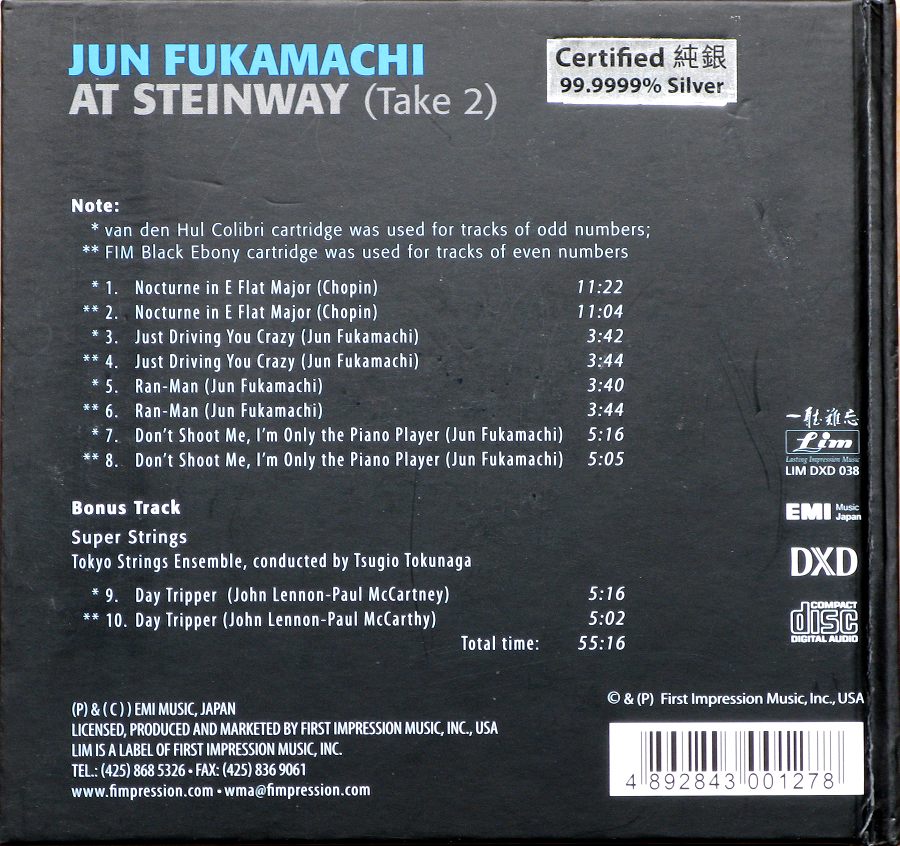 JUN FUKAMACHI
AT STEINWAY (Take 2)
Certified 純銀
99.9999% Silver
Note:
* van den Hul Colibri cartridge was used for tracks of odd numbers;
** FIM Black Ebony cartridge was used for tracks of even numbers
* 1. Nocturne in E Flat Major (Chopin) 11:22
** 2. Nocturne in E Flat Major (Chopin) 11:04
* 3. Just Driving You Crazy (Jun Fukamachi) 3:42
** 4. Just Driving You Crazy (Jun Fukamachi) 3:44
* 5. Ran-Man (Jun Fukamachi) 3:40
** 6. Ran-Man (Jun Fukamachi) 3:44
* 7. Don't Shoot Me, I'm Only the Piano Player (Jun Fukamachi) 5:16
** 8. Don't Shoot Me, I'm Only the Piano Player (Jun Fukamachi) 5:05
Bonus Track
Super Strings
Tokyo Strings Ensemble, conducted by Tsugio Tokunaga
* 9. Day Tripper (John Lennon-Paul McCartney) 5:16
** 10. Day Tripper (John Lennon-Paul McCarthy) 5:02
Total time: 55:16
一聽難忘
Lim
Lasting Impression Music
LIM DXD 038
EMI Music Japan
DXD
COMPACT
disc
DIGITAL AUDIO
(P) & ( C ) ) EMI MUSIC, JAPAN
LICENSED, PRODUCED AND MARKETED BY FIRST IMPRESSION MUSIC, INC., USA
LIM IS A LABEL OF FIRST IMPRESSION MUSIC, INC.
TEL.: (425) 868 5326 • FAX: (425) 836 9061
www.fimpression.com • wma@fimpression.com
© & (P) First Impression Music, Inc., USA
4 892843 001278